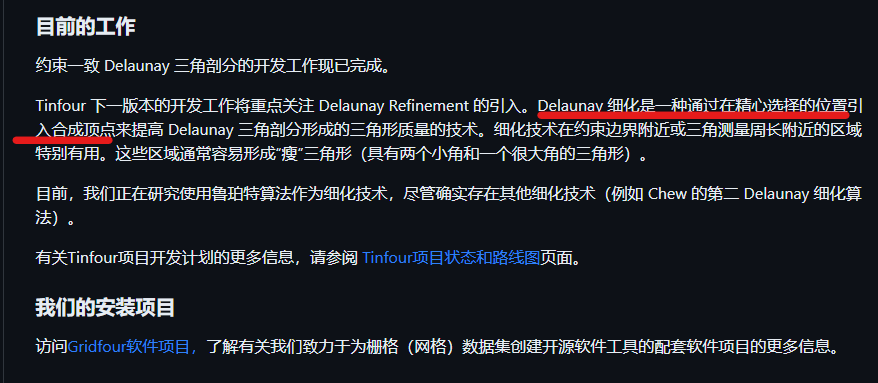 目前的工作
约束一致 Delaunay 三角剖分的开发工作现已完成。
Tinfour 下一版本的开发工作将重点关注 Delaunay Refinement 的引入。Delaunay 细化是一种通过在精心选择的位置引
入合成顶点来提高 Delaunay 三角剖分形成的三角形质量的技术。细化技术在约束边界附近或三角测量周长附近的区域
特别有用。这些区域通常容易形成“瘦”三角形（具有两个小角和一个很大角的三角形）。
目前，我们正在研究使用鲁珀特算法作为细化技术，尽管确实存在其他细化技术（例如 Chew 的第二 Delaunay 细化算
法）。
有关Tinfour项目开发计划的更多信息，请参阅 Tinfour项目状态和路线图页面。
我们的安装项目
访问Gridfour软件项目，了解有关我们致力于为栅格（网格）数据集创建开源软件工具的配套软件项目的更多信息。